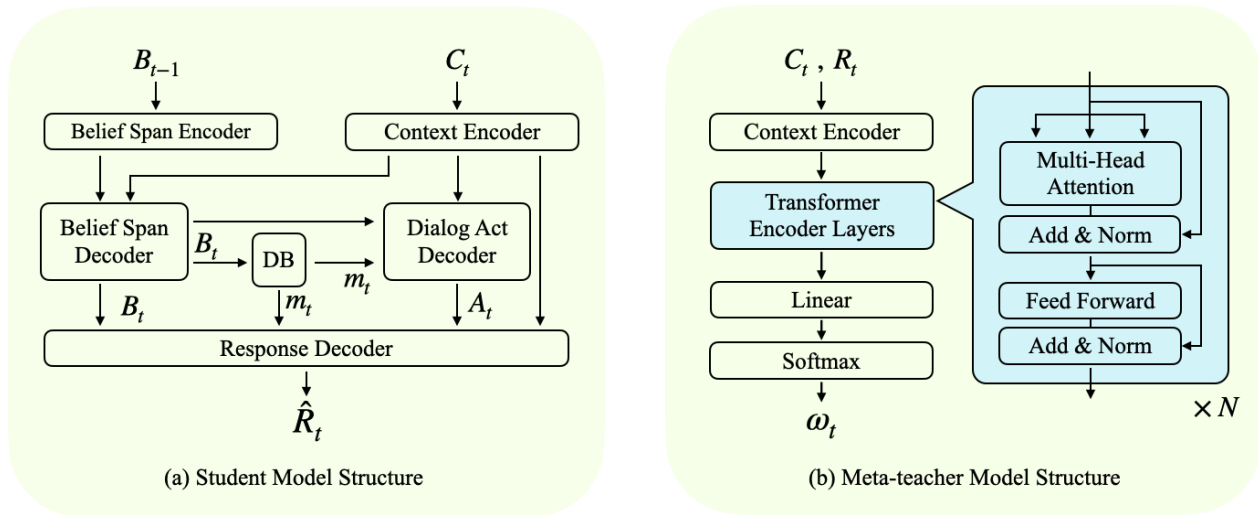 B_{t−1}
C_t
Belief Span Encoder
Context Encoder
Belief Span
Decoder
B_t
DB
m_t
Dialog Act
Decoder
B_t
m_t
A_t
Response Decoder
R̂_t
(a) Student Model Structure
C_t , R_t
Context Encoder
Transformer
Encoder Layers
Linear
Softmax
ω_t
Multi-Head
Attention
Add & Norm
Feed Forward
Add & Norm
× N
(b) Meta-teacher Model Structure